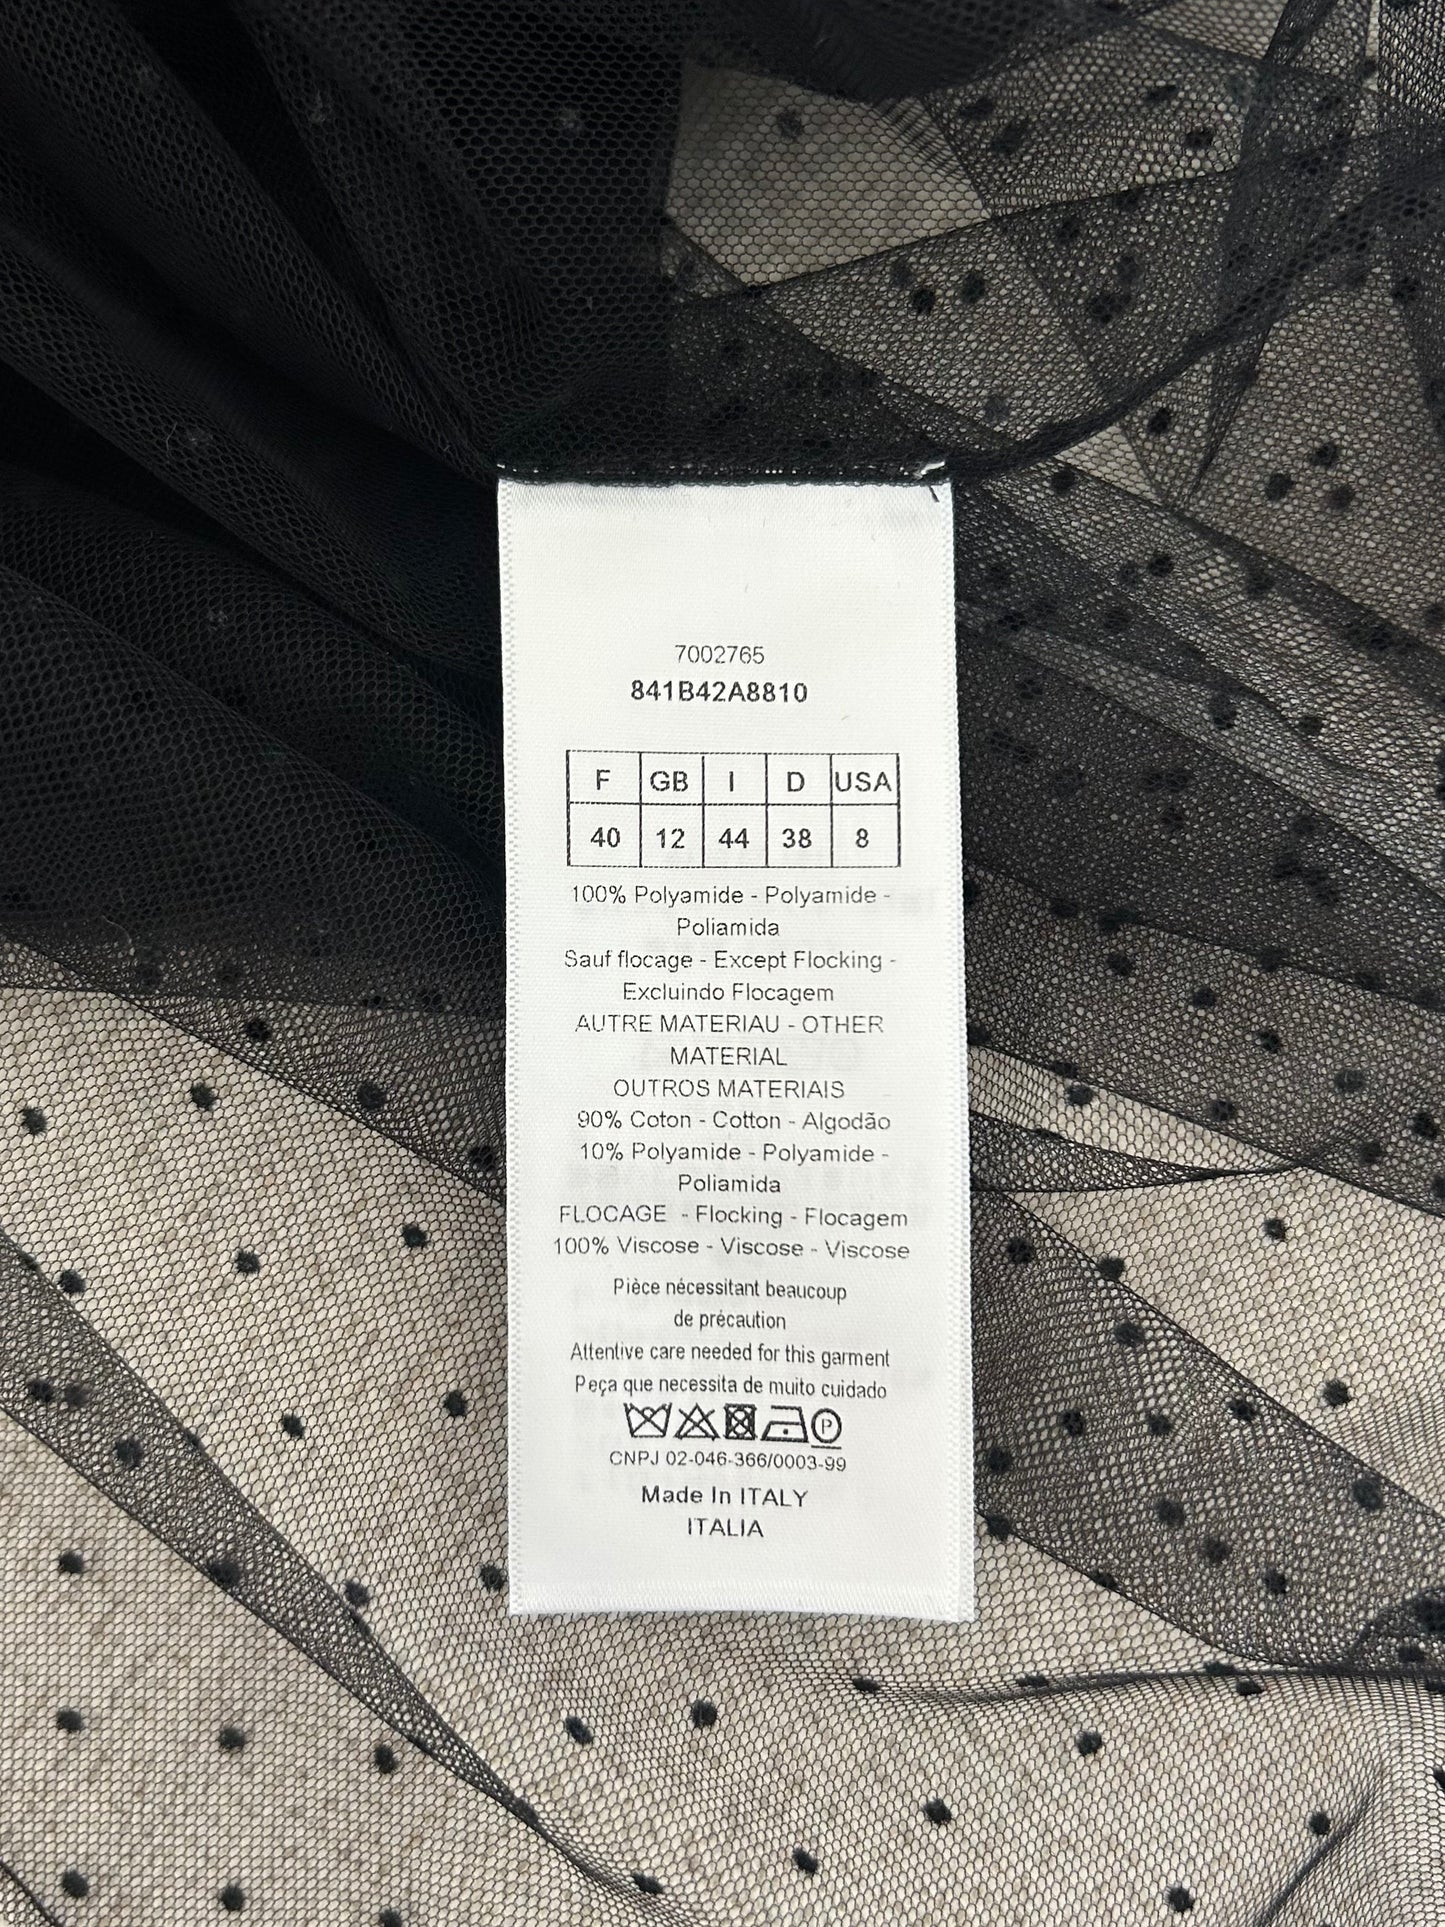 7002765
841B42A8810
F GB I D USA
40 12 44 38 8
100% Polyamide - Polyamide -
Poliamida
Sauf flocage - Except Flocking -
Excluindo Flocagem
AUTRE MATERIAU - OTHER
MATERIAL
OUTROS MATERIAIS
90% Coton - Cotton - Algodão
10% Polyamide - Polyamide -
Poliamida
FLOCAGE - Flocking - Flocagem
100% Viscose - Viscose - Viscose
Pièce nécessitant beaucoup
de précaution
Attentive care needed for this garment
Peça que necessita de muito cuidado
P
CNPJ 02-046-366/0003-99
Made In ITALY
ITALIA